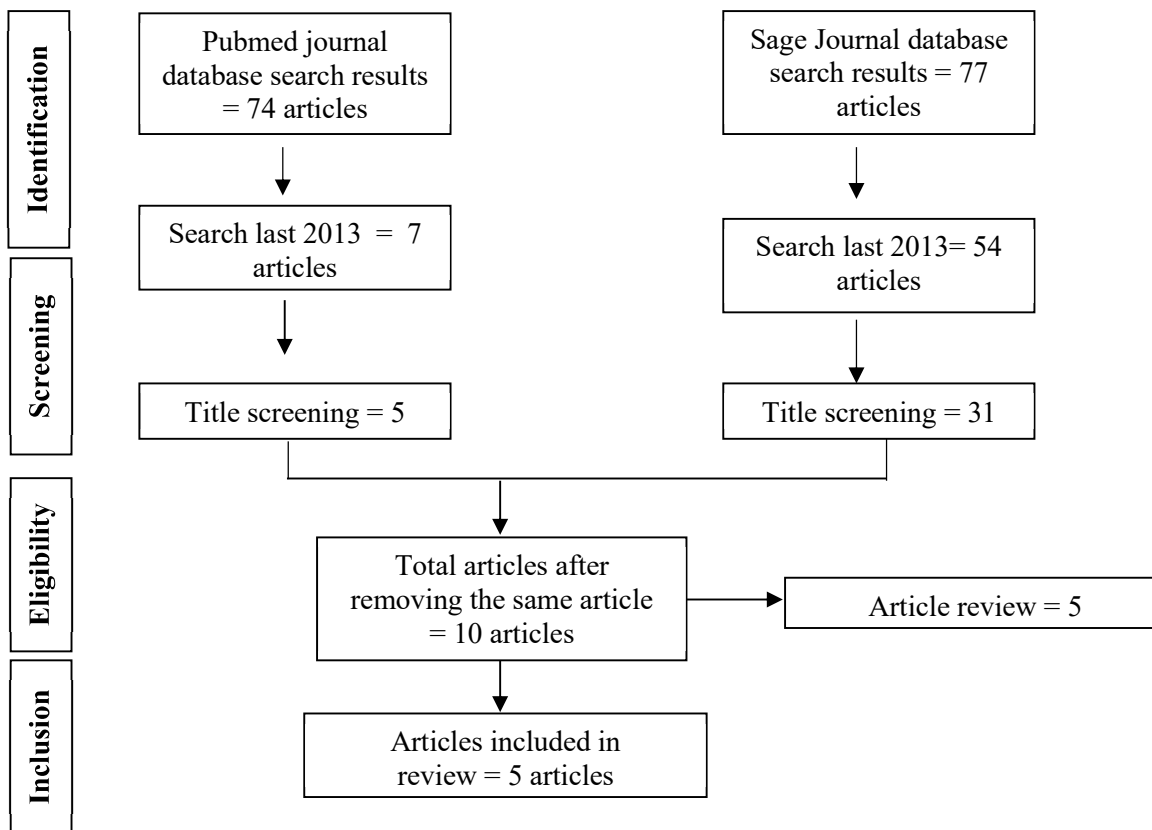 Identification
Pubmed journal
database search results
= 74 articles
Sage Journal database
search results = 77
articles
Search last 2013 = 7
articles
Search last 2013= 54
articles
Screening
Title screening = 5
Title screening = 31
Eligibility
Total articles after
removing the same article
= 10 articles
Article review = 5
Inclusion
Articles included in
review = 5 articles